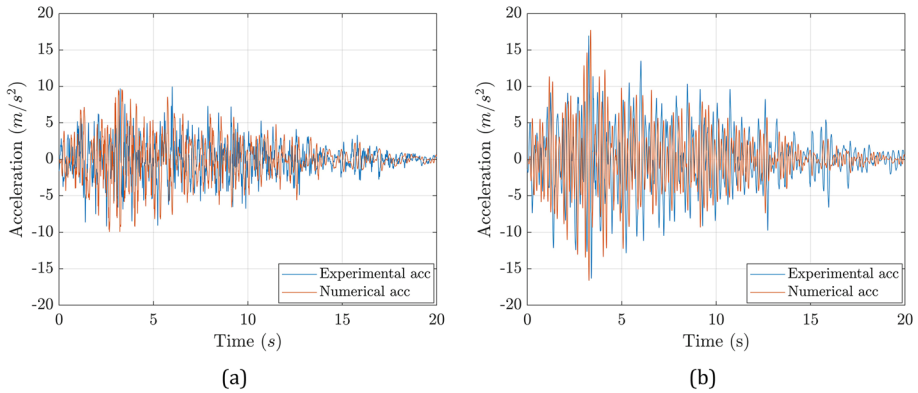 20
15
10
5
0
-5
-10
-15
-20
Acceleration (m/s²)
Experimental acc
Numerical acc
0 5 10 15 20
Time (s)
(a)
20
15
10
5
0
-5
-10
-15
-20
Acceleration (m/s²)
Experimental acc
Numerical acc
0 5 10 15 20
Time (s)
(b)